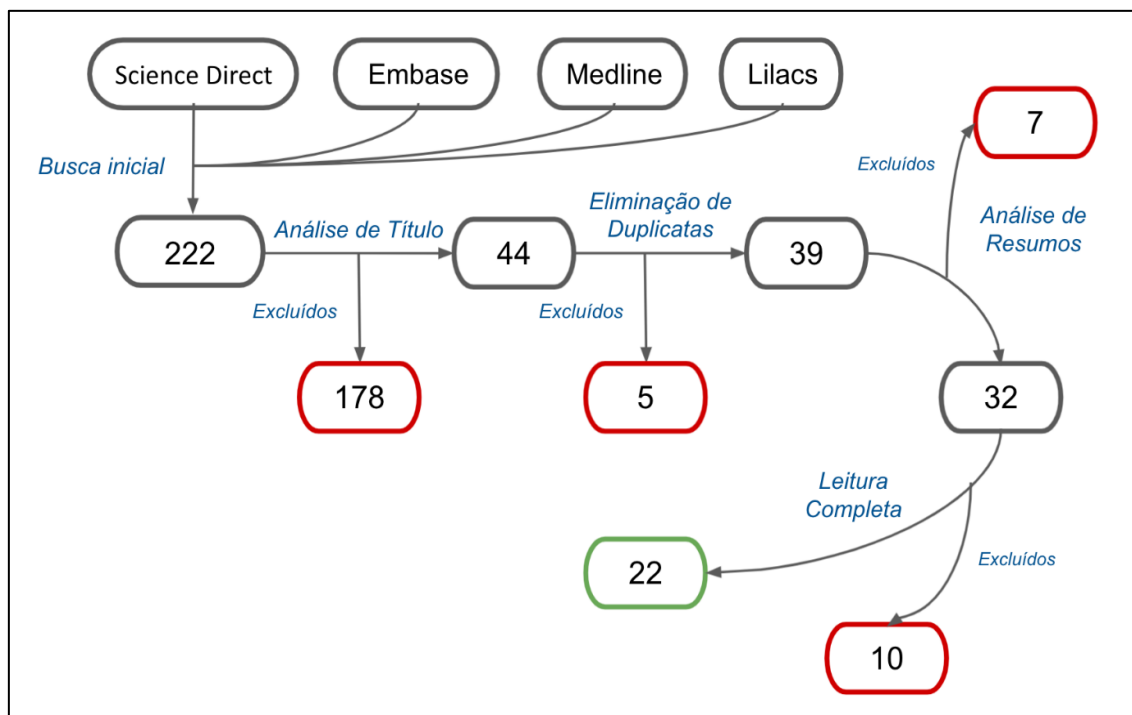 Science Direct
Embase
Medline
Lilacs
Busca inicial
222
Análise de Título
Excluídos
178
44
Eliminação de
Duplicatas
Excluídos
5
39
Excluídos
7
Análise de
Resumos
32
Leitura
Completa
22
Excluídos
10